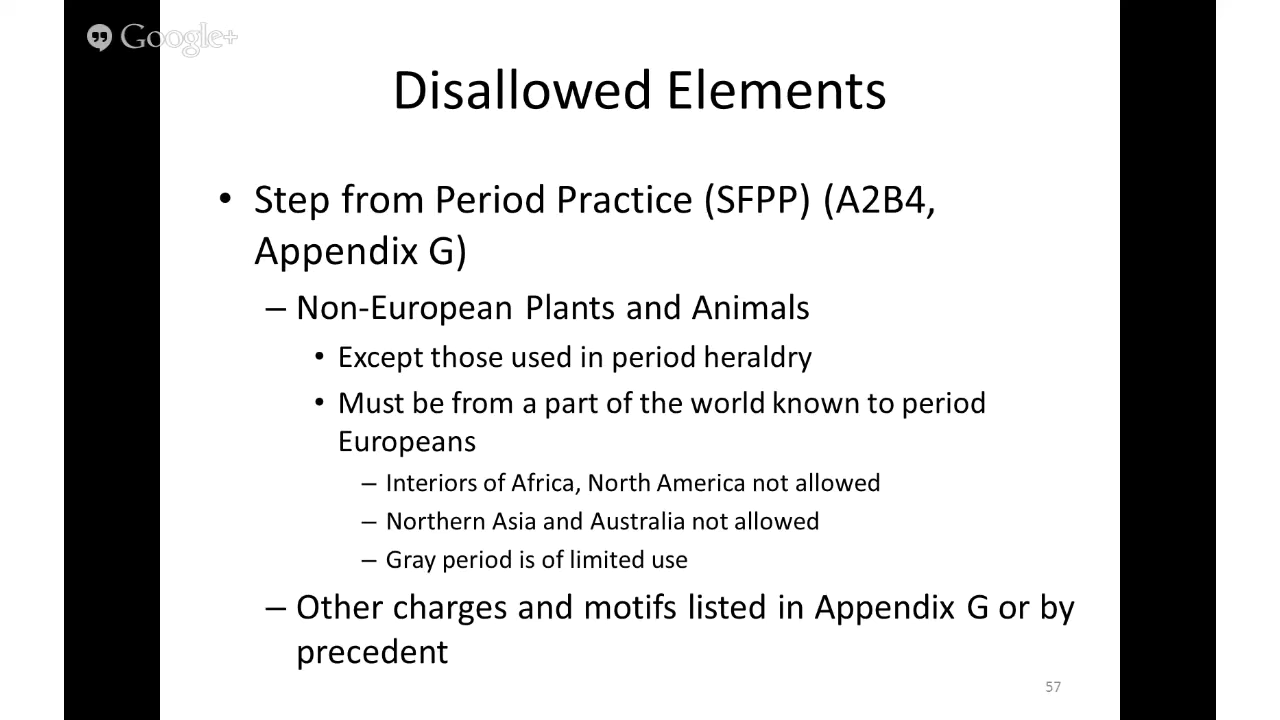 Google+
Disallowed Elements
• Step from Period Practice (SFPP) (A2B4,
Appendix G)
– Non-European Plants and Animals
• Except those used in period heraldry
• Must be from a part of the world known to period
Europeans
– Interiors of Africa, North America not allowed
– Northern Asia and Australia not allowed
– Gray period is of limited use
– Other charges and motifs listed in Appendix G or by
precedent
57